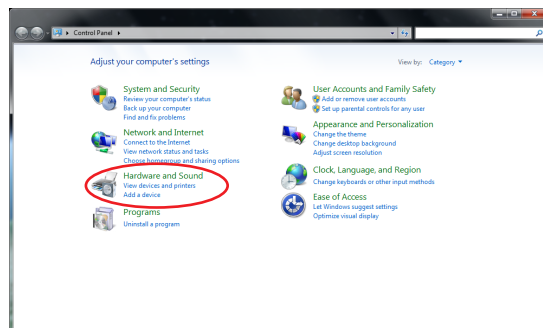 Control Panel
Adjust your computer's settings
View by: Category
System and Security
Review your computer's status
Back up your computer
Find and fix problems
Network and Internet
Connect to the Internet
View network status and tasks
Choose homegroup and sharing options
Hardware and Sound
View devices and printers
Add a device
Programs
Uninstall a program
User Accounts and Family Safety
Add or remove user accounts
Set up parental controls for any user
Appearance and Personalization
Change the theme
Change desktop background
Adjust screen resolution
Clock, Language, and Region
Change keyboards or other input methods
Ease of Access
Let Windows suggest settings
Optimize visual display